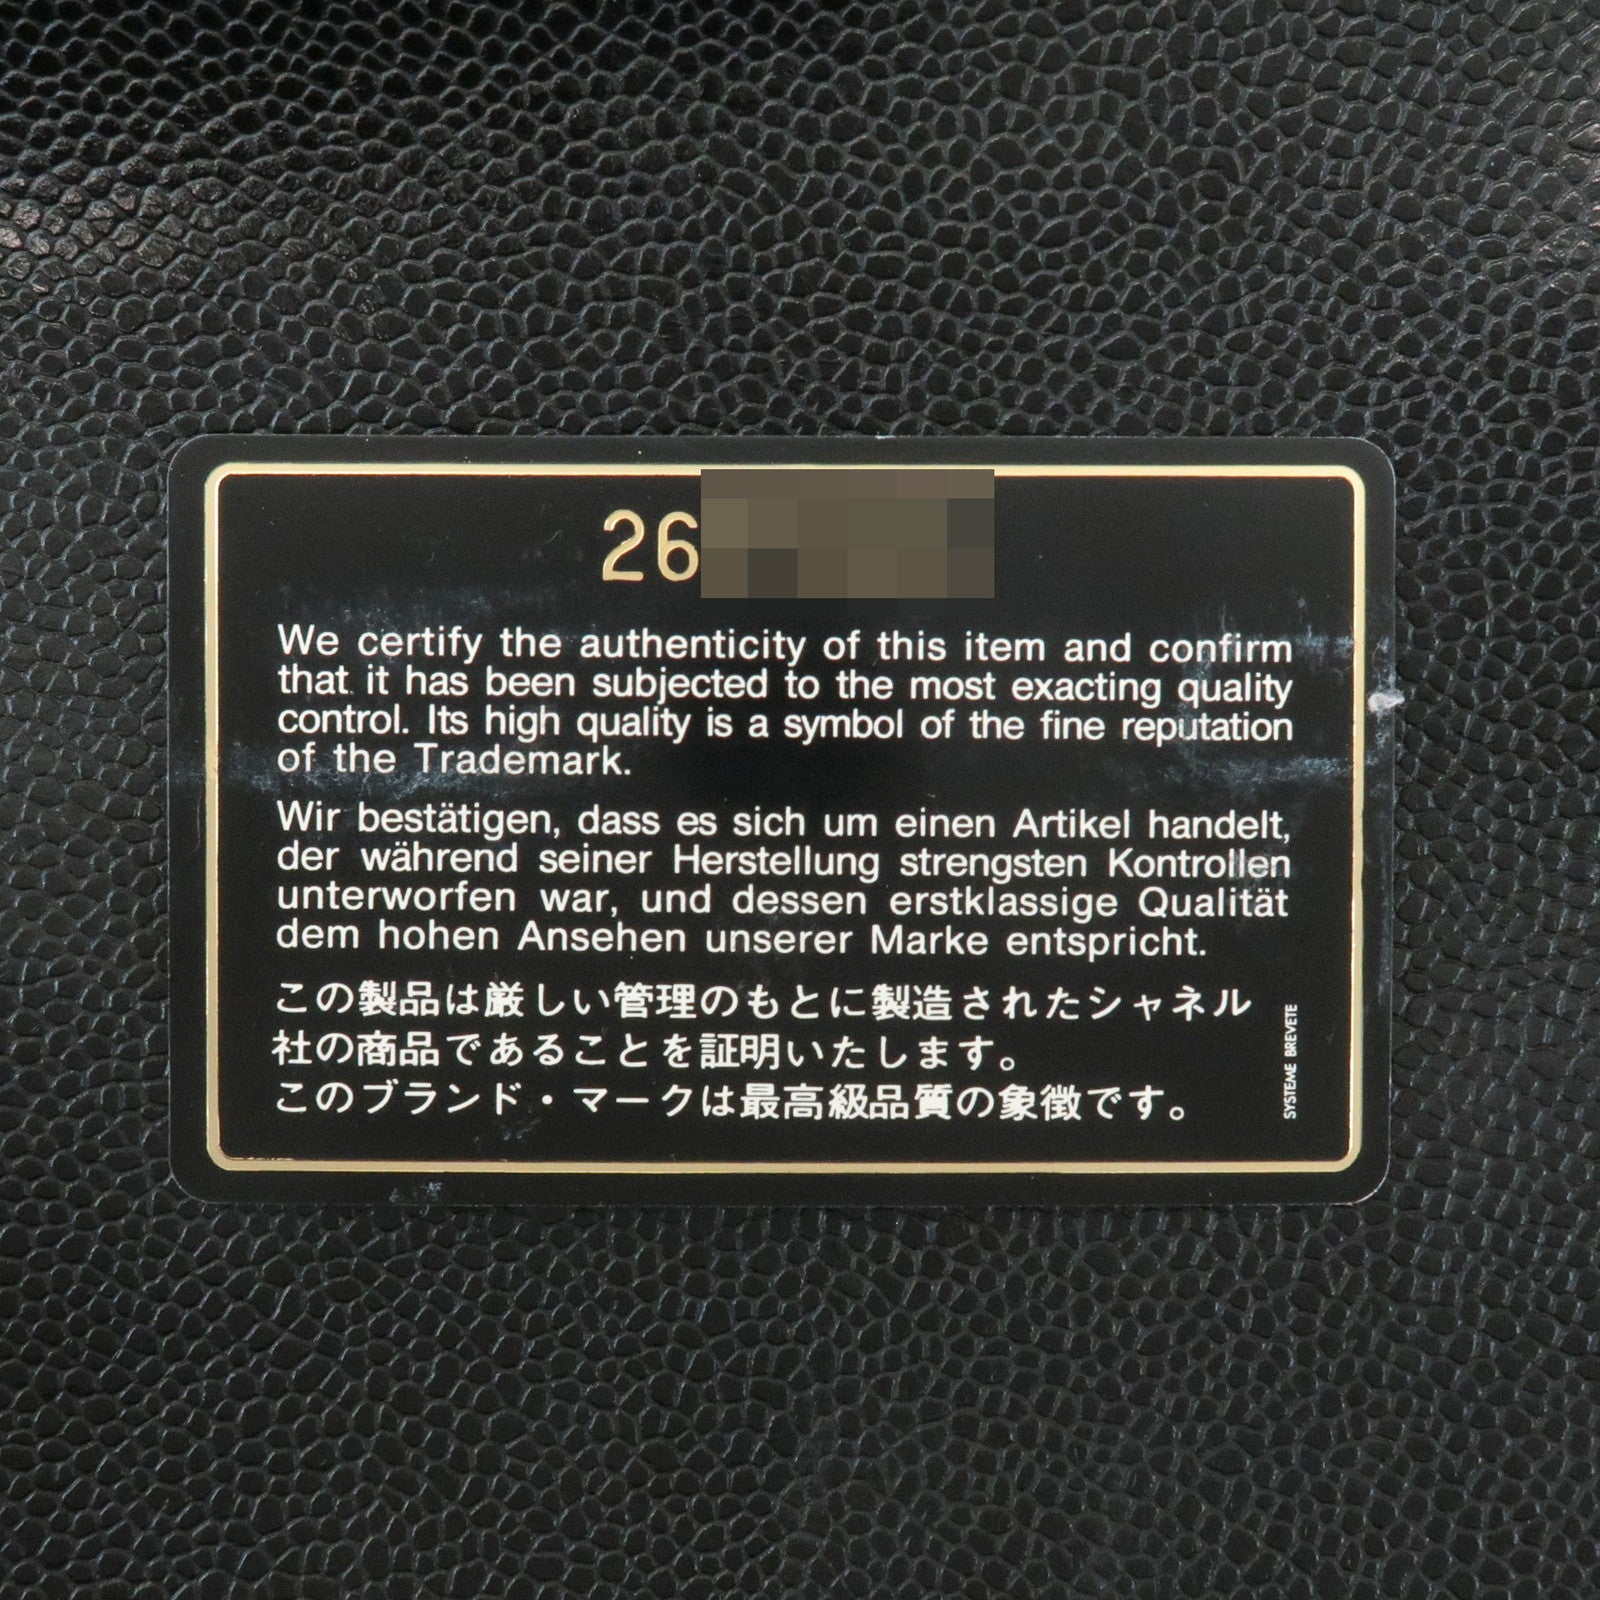 26
We certify the authenticity of this item and confirm
that it has been subjected to the most exacting quality
control. Its high quality is a symbol of the fine reputation
of the Trademark.
Wir bestätigen, dass es sich um einen Artikel handelt,
der während seiner Herstellung strengsten Kontrollen
unterworfen war, und dessen erstklassige Qualität
dem hohen Ansehen unserer Marke entspricht.
この製品は厳しい管理のもとに製造されたシャネル
社の商品であることを証明いたします。
このブランド・マークは最高級品質の象徴です。
SYSTEME BREVETE